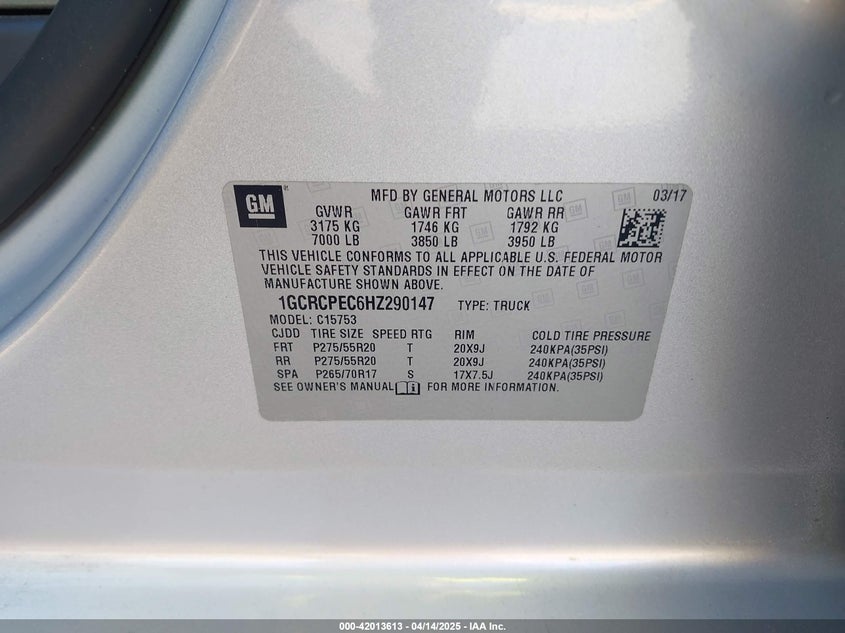 GM
MFD BY GENERAL MOTORS LLC 03/17
GVWR GAWR FRT GAWR RR
3175 KG 1746 KG 1792 KG
7000 LB 3850 LB 3950 LB
THIS VEHICLE CONFORMS TO ALL APPLICABLE U.S. FEDERAL MOTOR
VEHICLE SAFETY STANDARDS IN EFFECT ON THE DATE OF
MANUFACTURE SHOWN ABOVE.
1GCRCPEC6HZ290147 TYPE: TRUCK
MODEL: C15753
CJDD TIRE SIZE SPEED RTG RIM COLD TIRE PRESSURE
FRT P275/55R20 T 20X9J 240KPA(35PSI)
RR P275/55R20 T 20X9J 240KPA(35PSI)
SPA P265/70R17 S 17X7.5J 240KPA(35PSI)
SEE OWNER'S MANUAL FOR MORE INFORMATION.
000-42013613 - 04/14/2025 - IAA Inc.